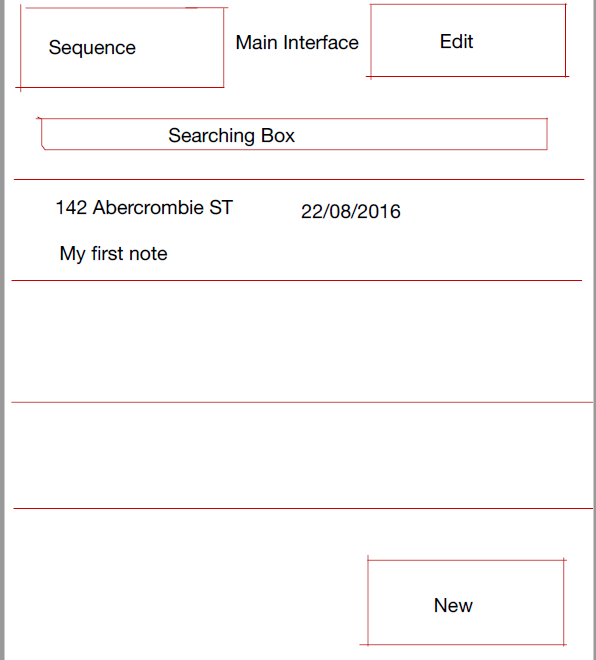 Sequence
Main Interface
Edit
Searching Box
142 Abercrombie ST
22/08/2016
My first note
New